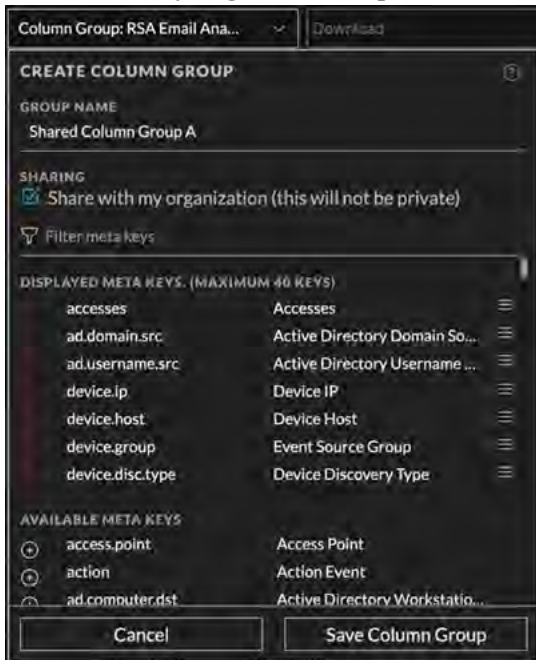 Column Group: RSA Email Ana... Download
CREATE COLUMN GROUP
GROUP NAME
Shared Column Group A
SHARING
Share with my organization (this will not be private)
Filter meta keys
DISPLAYED META KEYS. (MAXIMUM 40 KEYS)
accesses Accesses
ad.domain.src Active Directory Domain So...
ad.username.src Active Directory Username ...
device.ip Device IP
device.host Device Host
device.group Event Source Group
device.disc.type Device Discovery Type
AVAILABLE META KEYS
access.point Access Point
action Action Event
ad.computer.dst Active Directory Workstatio...
Cancel Save Column Group